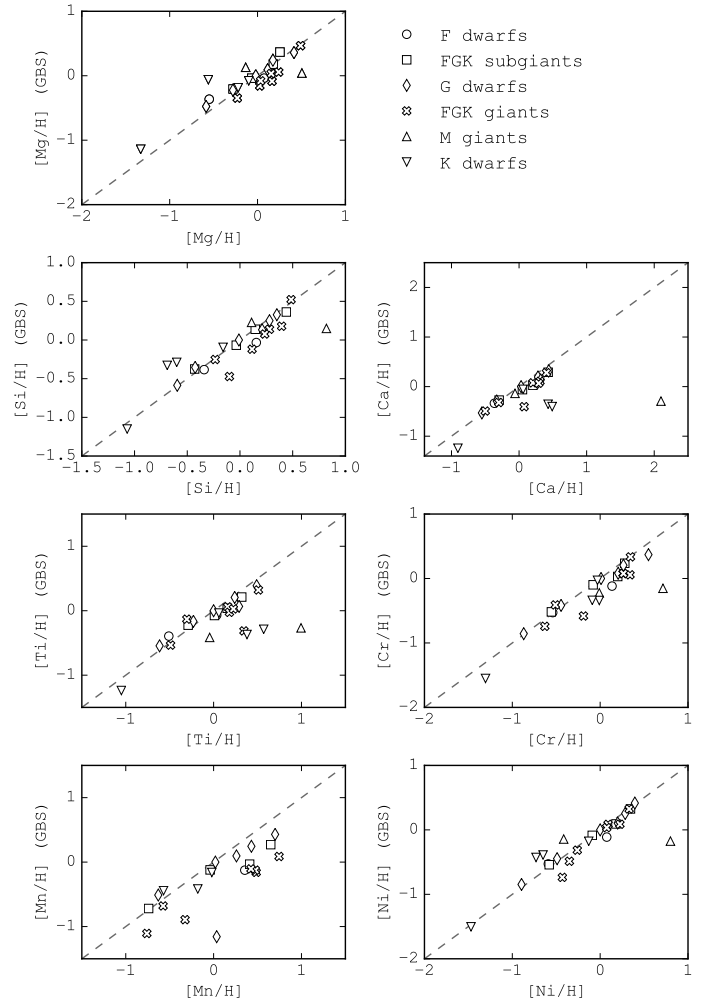 1
0
−1
−2
−2 −1 0 1
[Mg/H] (GBS)
[Mg/H]
F dwarfs
FGK subgiants
G dwarfs
FGK giants
M giants
K dwarfs
1.0
0.5
0.0
−0.5
−1.0
−1.5
−1.5 −1.0 −0.5 0.0 0.5 1.0
[Si/H] (GBS)
[Si/H]
2
1
0
−1
−1 0 1 2
[Ca/H] (GBS)
[Ca/H]
1
0
−1
−1 0 1
[Ti/H] (GBS)
[Ti/H]
1
0
−1
−2
−2 −1 0 1
[Cr/H] (GBS)
[Cr/H]
1
0
−1
−1 0 1
[Mn/H] (GBS)
[Mn/H]
1
0
−1
−2
−2 −1 0 1
[Ni/H] (GBS)
[Ni/H]